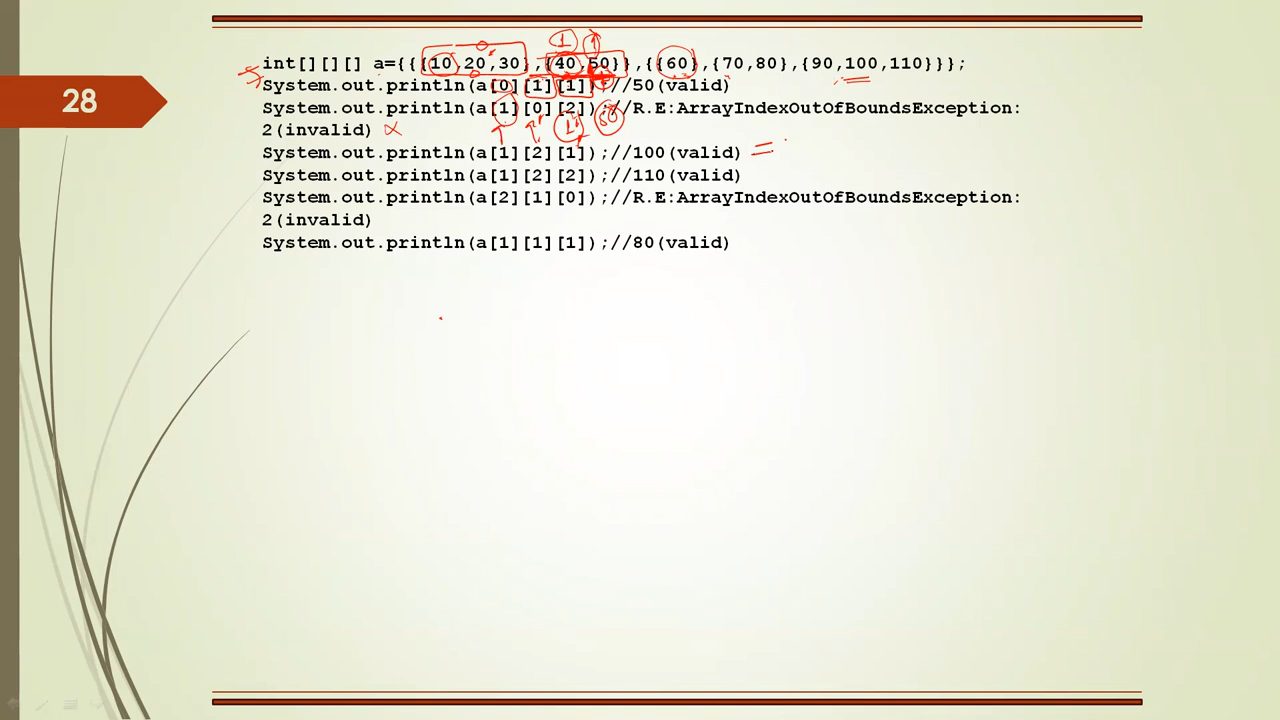 28
int[][][] a={{{10,20,30},{40,50}},{{60},{70,80},{90,100,110}}};
System.out.println(a[0][1][1]);//50(valid)
System.out.println(a[1][0][2]);//R.E:ArrayIndexOutOfBoundsException:
2(invalid)
System.out.println(a[1][2][1]);//100(valid)
System.out.println(a[1][2][2]);//110(valid)
System.out.println(a[2][1][0]);//R.E:ArrayIndexOutOfBoundsException:
2(invalid)
System.out.println(a[1][1][1]);//80(valid)